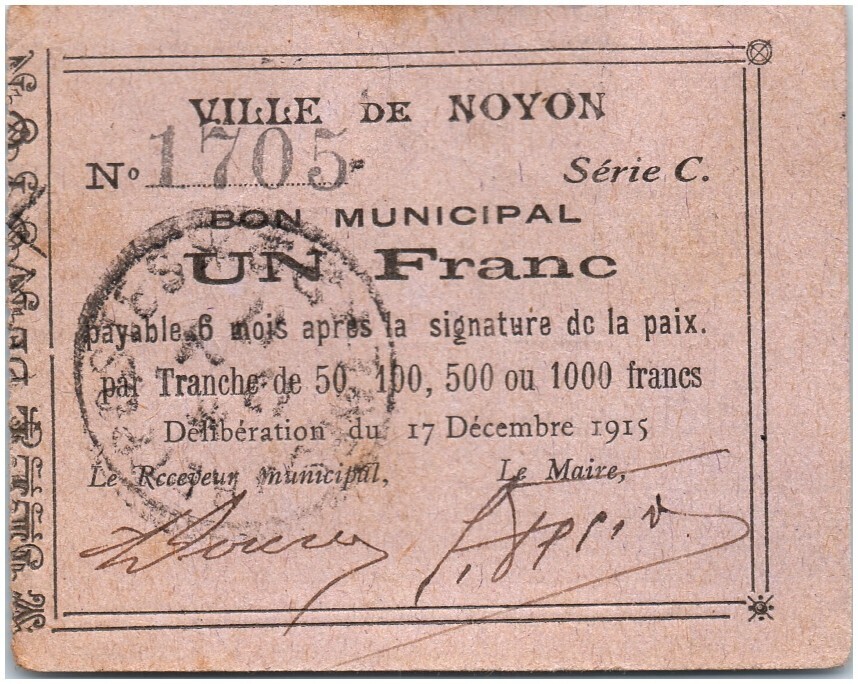 VILLE DE NOYON
No 1705 Série C.
BON MUNICIPAL
UN Franc
payable 6 mois après la signature de la paix.
par Tranche de 50, 100, 500 ou 1000 francs
Délibération du 17 Décembre 1915
Le Receveur municipal, Le Maire,